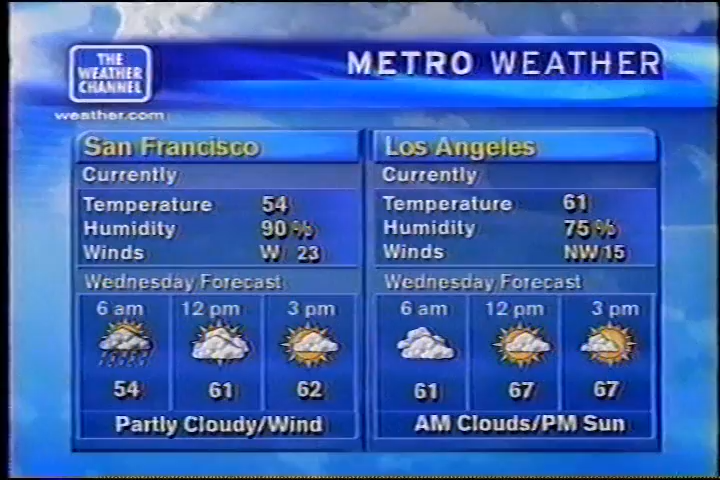 THE
WEATHER
CHANNEL
weather.com
METRO WEATHER
San Francisco
Currently
Temperature 54
Humidity 90 %
Winds W 23
Wednesday Forecast
6 am 12 pm 3 pm
54 61 62
Partly Cloudy/Wind
Los Angeles
Currently
Temperature 61
Humidity 75 %
Winds NW 15
Wednesday Forecast
6 am 12 pm 3 pm
61 67 67
AM Clouds/PM Sun